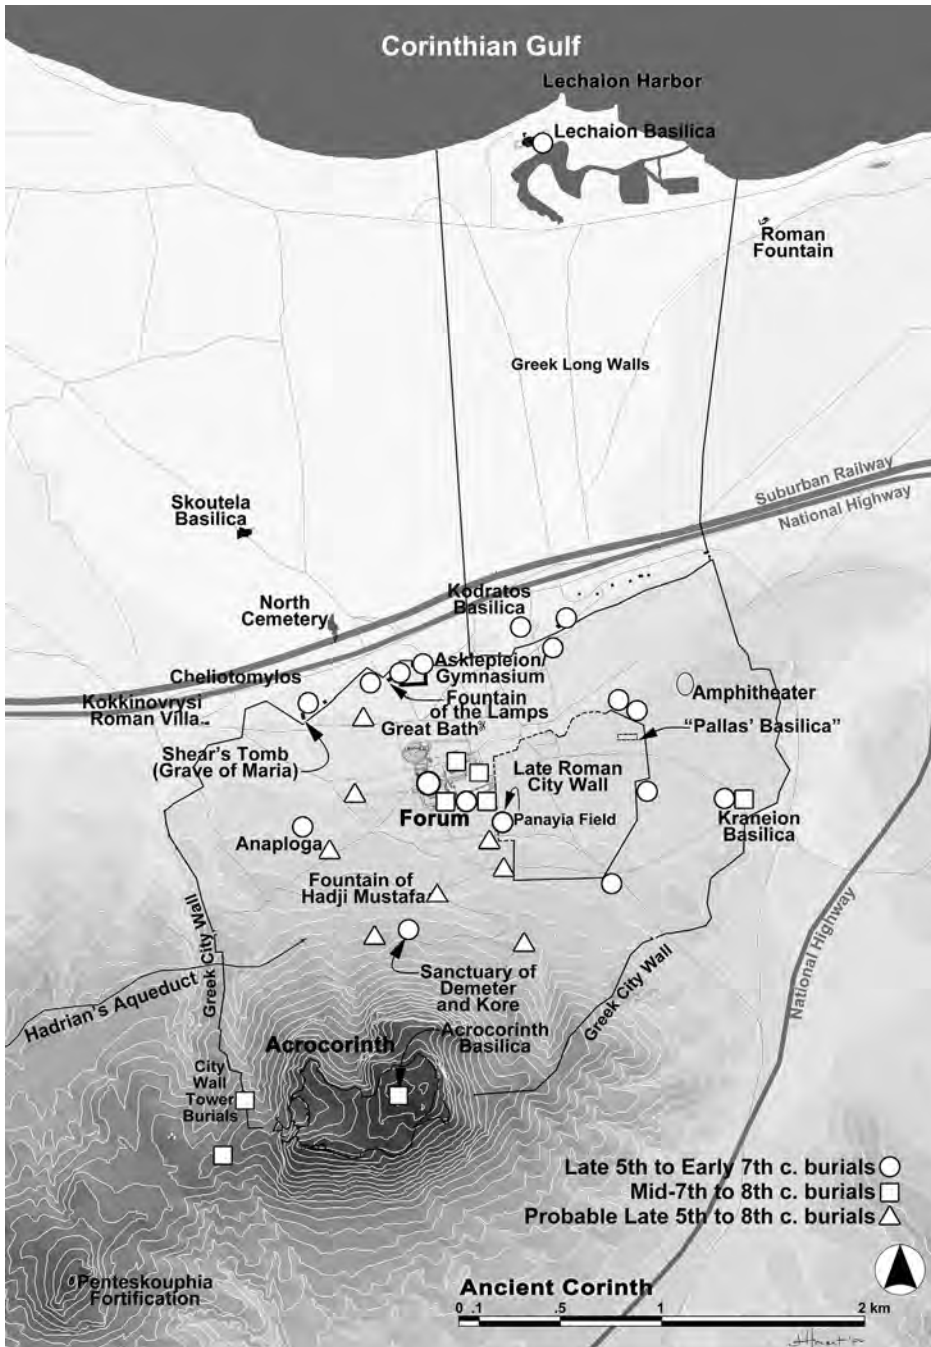 Corinthian Gulf
Lechaion Harbor
Lechaion Basilica
Roman
Fountain
Greek Long Walls
Suburban Railway
National Highway
Skoutela
Basilica
Kodratos
Basilica
North
Cemetery
Asklepieion/
Gymnasium
Cheliotomylos
Fountain
of the Lamps
Kokkinovrysi
Roman Villa
Great Bath
Amphitheater
"Pallas' Basilica"
Shear's Tomb
(Grave of Maria)
Late Roman
City Wall
Forum
Panayia Field
Kraneion
Basilica
Anaploga
Fountain of
Hadji Mustafa
Greek City Wall
Sanctuary of
Demeter
and Kore
Greek City Wall
National Highway
Hadrian's Aqueduct
Acrocorinth
Acrocorinth
Basilica
City
Wall
Tower
Burials
Late 5th to Early 7th c. burials
Mid-7th to 8th c. burials
Probable Late 5th to 8th c. burials
Penteskouphia
Fortification
Ancient Corinth
0 .1 .5 1 2 km